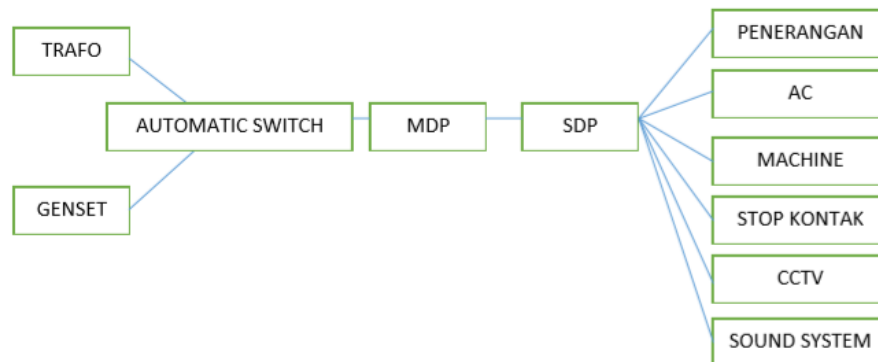 TRAFO
GENSET
AUTOMATIC SWITCH
MDP
SDP
PENERANGAN
AC
MACHINE
STOP KONTAK
CCTV
SOUND SYSTEM